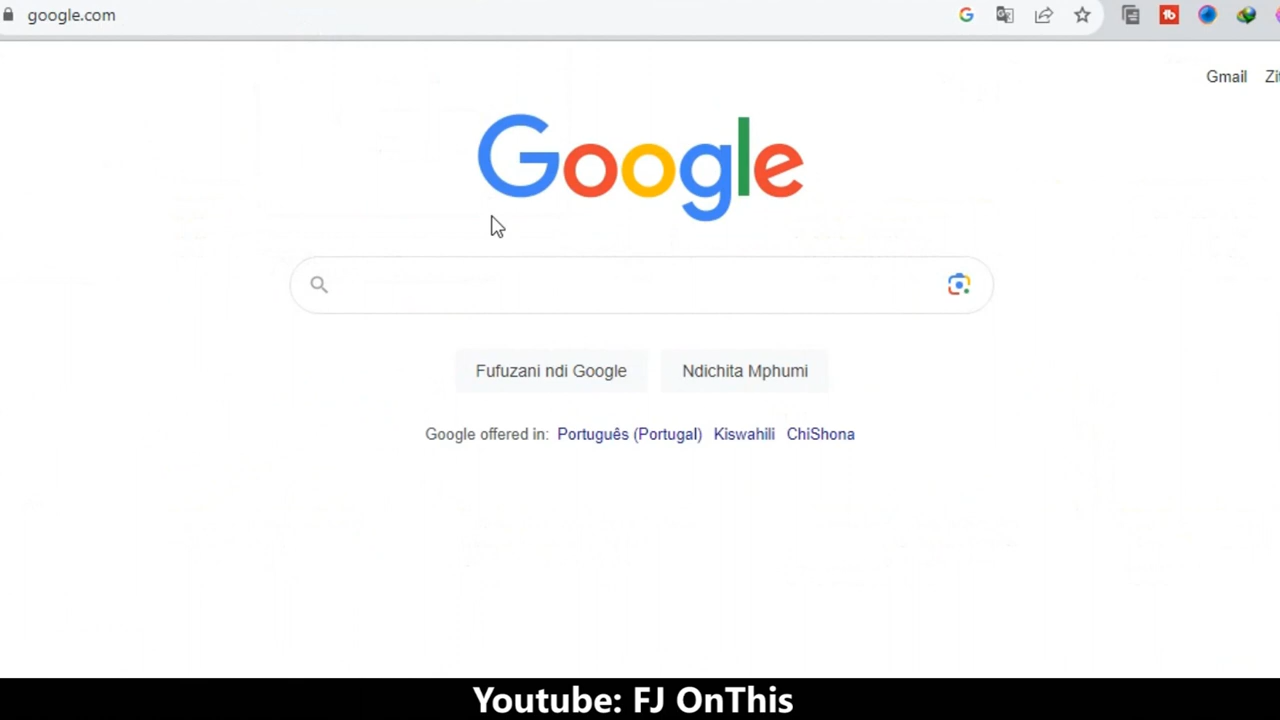 google.com
Gmail
Google
Fufuzani ndi Google
Ndichita Mphumi
Google offered in: Português (Portugal) Kiswahili ChiShona
Youtube: FJ OnThis